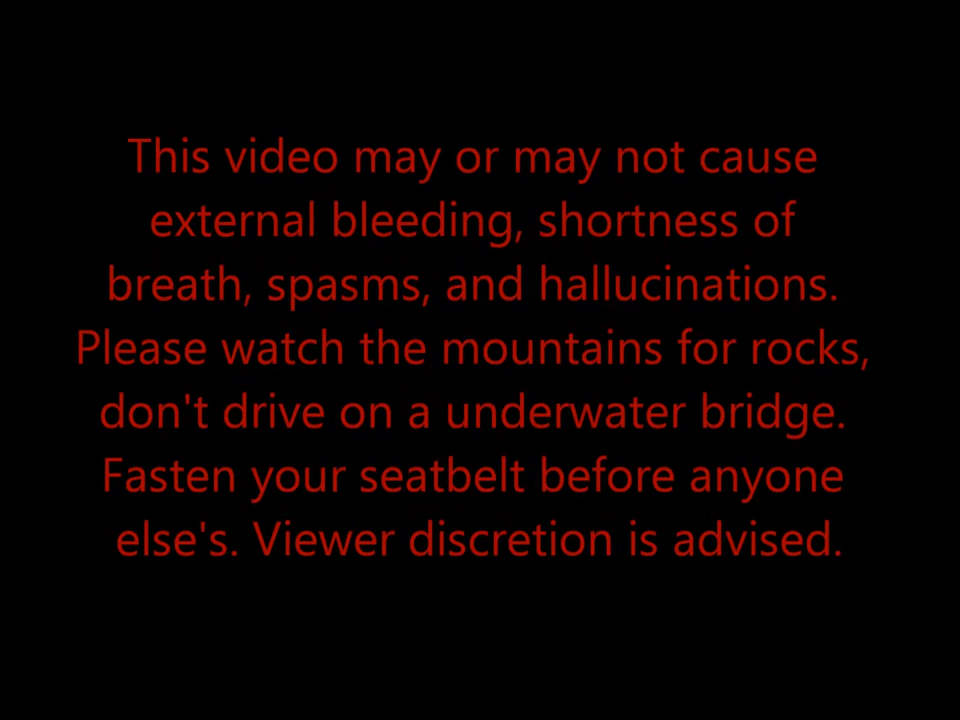 This video may or may not cause
external bleeding, shortness of
breath, spasms, and hallucinations.
Please watch the mountains for rocks,
don't drive on a underwater bridge.
Fasten your seatbelt before anyone
else's. Viewer discretion is advised.